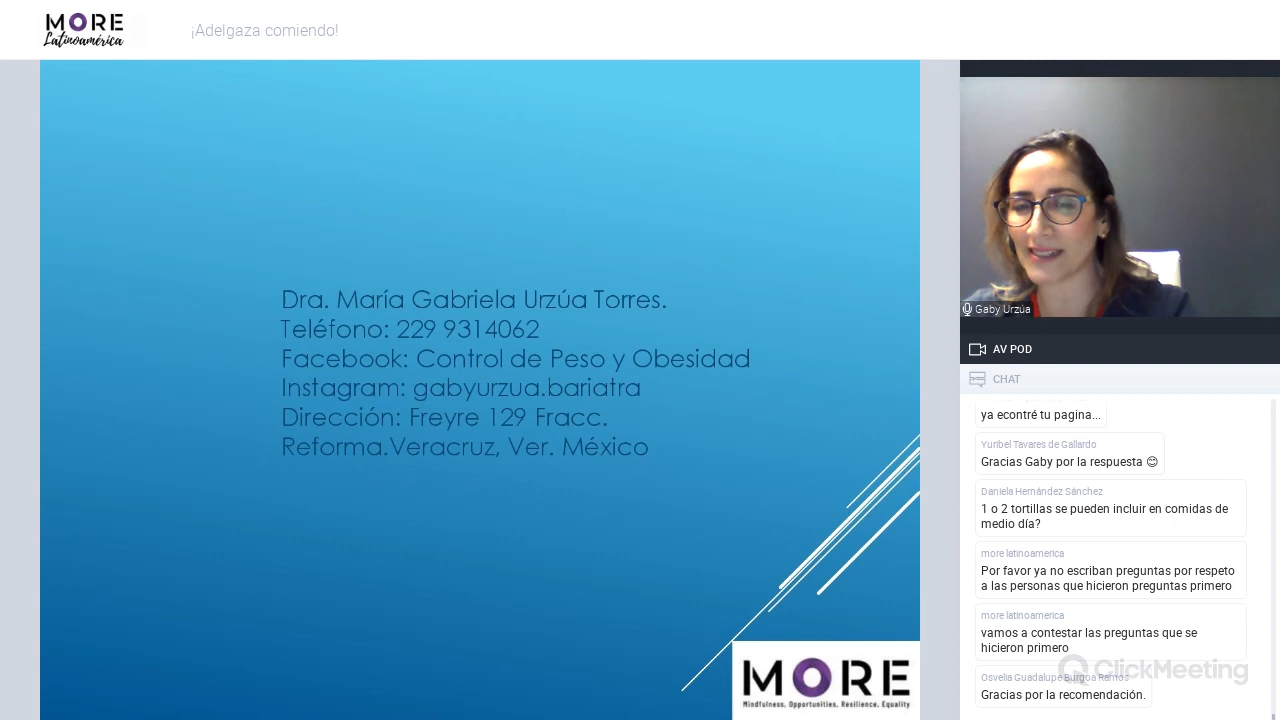 MORE
Latinoamérica
¡Adelgaza comiendo!
Dra. María Gabriela Urzúa Torres.
Teléfono: 229 9314062
Facebook: Control de Peso y Obesidad
Instagram: gabyurzua.bariatra
Dirección: Freyre 129 Fracc.
Reforma.Veracruz, Ver. México
MORE
Mindfulness, Opportunities, Resilience, Equality
Gaby Urzúa
AV POD
CHAT
ya econtré tu pagina...
Yuribel Tavares de Gallardo
Gracias Gaby por la respuesta 😊
Daniela Hernández Sánchez
1 o 2 tortillas se pueden incluir en comidas de
medio día?
more latinoamerica
Por favor ya no escriban preguntas por respeto
a las personas que hicieron preguntas primero
more latinoamerica
vamos a contestar las preguntas que se
hicieron primero
ClickMeeting
Osvelia Guadalupe Burgoa Ramos
Gracias por la recomendación.